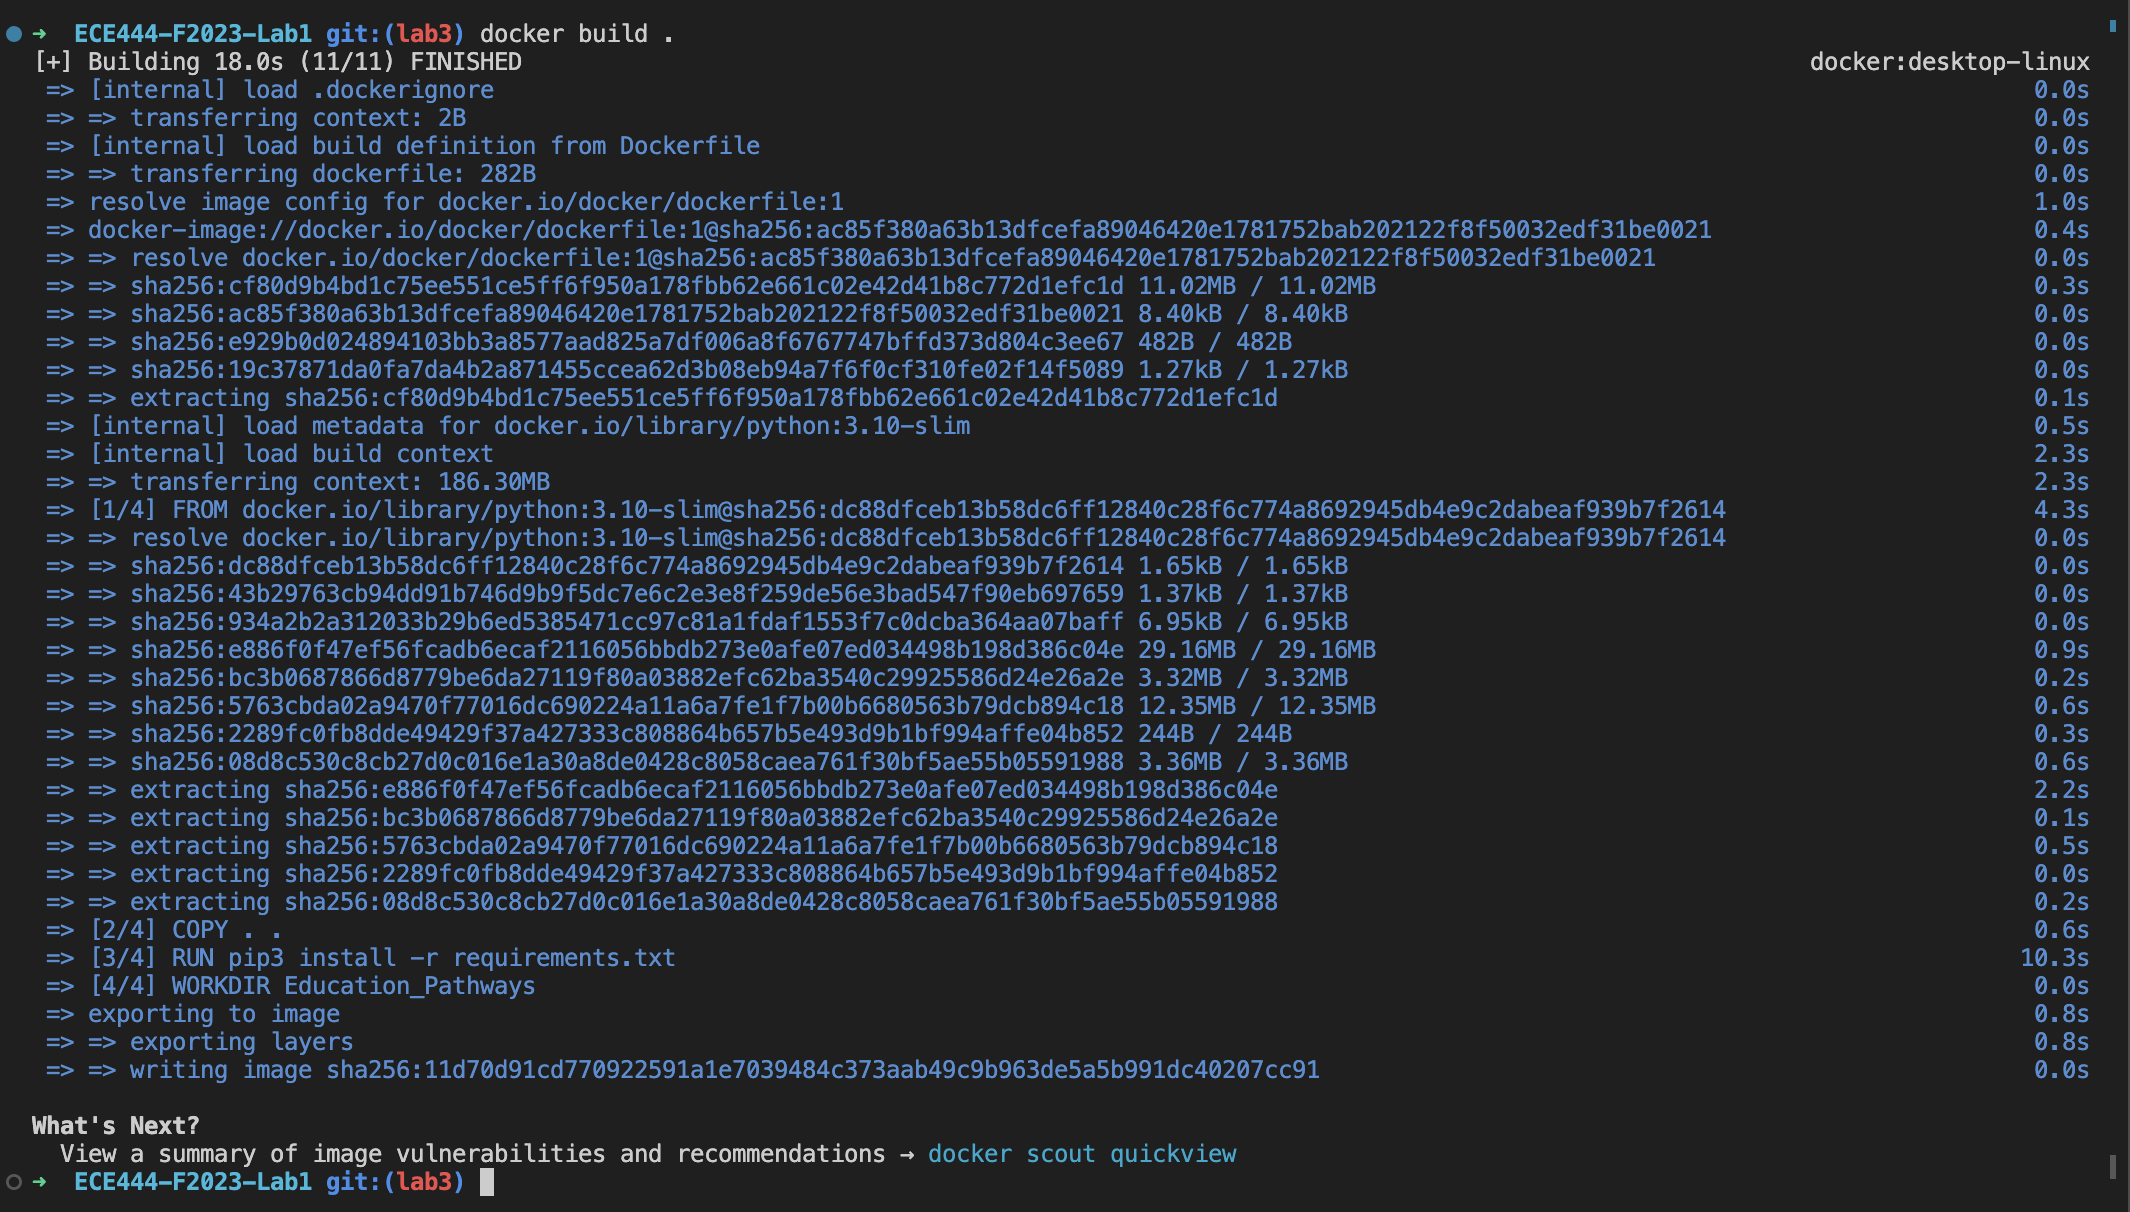 ➜  ECE444-F2023-Lab1 git:(lab3) docker build .
[+] Building 18.0s (11/11) FINISHED docker:desktop-linux
=> [internal] load .dockerignore 0.0s
=> => transferring context: 2B 0.0s
=> [internal] load build definition from Dockerfile 0.0s
=> => transferring dockerfile: 282B 0.0s
=> resolve image config for docker.io/docker/dockerfile:1 1.0s
=> docker-image://docker.io/docker/dockerfile:1@sha256:ac85f380a63b13dfcefa89046420e1781752bab202122f8f50032edf31be0021 0.4s
=> => resolve docker.io/docker/dockerfile:1@sha256:ac85f380a63b13dfcefa89046420e1781752bab202122f8f50032edf31be0021 0.0s
=> => sha256:cf80d9b4bd1c75ee551ce5ff6f950a178fbb62e661c02e42d41b8c772d1efc1d 11.02MB / 11.02MB 0.3s
=> => sha256:ac85f380a63b13dfcefa89046420e1781752bab202122f8f50032edf31be0021 8.40kB / 8.40kB 0.0s
=> => sha256:e929b0d024894103bb3a8577aad825a7df006a8f6767747bffd373d804c3ee67 482B / 482B 0.0s
=> => sha256:19c37871da0fa7da4b2a871455ccea62d3b08eb94a7f6f0cf310fe02f14f5089 1.27kB / 1.27kB 0.0s
=> => extracting sha256:cf80d9b4bd1c75ee551ce5ff6f950a178fbb62e661c02e42d41b8c772d1efc1d 0.1s
=> [internal] load metadata for docker.io/library/python:3.10-slim 0.5s
=> [internal] load build context 2.3s
=> => transferring context: 186.30MB 2.3s
=> [1/4] FROM docker.io/library/python:3.10-slim@sha256:dc88dfceb13b58dc6ff12840c28f6c774a8692945db4e9c2dabeaf939b7f2614 4.3s
=> => resolve docker.io/library/python:3.10-slim@sha256:dc88dfceb13b58dc6ff12840c28f6c774a8692945db4e9c2dabeaf939b7f2614 0.0s
=> => sha256:dc88dfceb13b58dc6ff12840c28f6c774a8692945db4e9c2dabeaf939b7f2614 1.65kB / 1.65kB 0.0s
=> => sha256:43b29763cb94dd91b746d9b9f5dc7e6c2e3e8f259de56e3bad547f90eb697659 1.37kB / 1.37kB 0.0s
=> => sha256:934a2b2a312033b29b6ed5385471cc97c81a1fdaf1553f7c0dcba364aa07baff 6.95kB / 6.95kB 0.0s
=> => sha256:e886f0f47ef56fcadb6ecaf2116056bbdb273e0afe07ed034498b198d386c04e 29.16MB / 29.16MB 0.9s
=> => sha256:bc3b0687866d8779be6da27119f80a03882efc62ba3540c29925586d24e26a2e 3.32MB / 3.32MB 0.2s
=> => sha256:5763cbda02a9470f77016dc690224a11a6a7fe1f7b00b6680563b79dcb894c18 12.35MB / 12.35MB 0.6s
=> => sha256:2289fc0fb8dde49429f37a427333c808864b657b5e493d9b1bf994affe04b852 244B / 244B 0.3s
=> => sha256:08d8c530c8cb27d0c016e1a30a8de0428c8058caea761f30bf5ae55b05591988 3.36MB / 3.36MB 0.6s
=> => extracting sha256:e886f0f47ef56fcadb6ecaf2116056bbdb273e0afe07ed034498b198d386c04e 2.2s
=> => extracting sha256:bc3b0687866d8779be6da27119f80a03882efc62ba3540c29925586d24e26a2e 0.1s
=> => extracting sha256:5763cbda02a9470f77016dc690224a11a6a7fe1f7b00b6680563b79dcb894c18 0.5s
=> => extracting sha256:2289fc0fb8dde49429f37a427333c808864b657b5e493d9b1bf994affe04b852 0.0s
=> => extracting sha256:08d8c530c8cb27d0c016e1a30a8de0428c8058caea761f30bf5ae55b05591988 0.2s
=> [2/4] COPY . . 0.6s
=> [3/4] RUN pip3 install -r requirements.txt 10.3s
=> [4/4] WORKDIR Education_Pathways 0.0s
=> exporting to image 0.8s
=> => exporting layers 0.8s
=> => writing image sha256:11d70d91cd770922591a1e7039484c373aab49c9b963de5a5b991dc40207cc91 0.0s
What's Next?
View a summary of image vulnerabilities and recommendations → docker scout quickview
➜  ECE444-F2023-Lab1 git:(lab3)